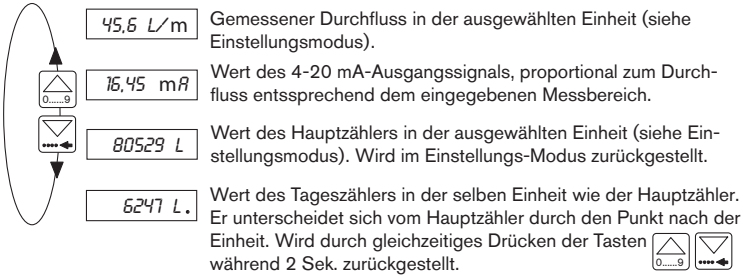 45,6 L/m
Gemessener Durchfluss in der ausgewählten Einheit (siehe
Einstellungsmodus).
0......9
16,45 mA
Wert des 4-20 mA-Ausgangssignals, proportional zum Durch-
fluss entssprechend dem eingegebenen Messbereich.
80529 L
Wert des Hauptzählers in der ausgewählten Einheit (siehe Ein-
stellungsmodus). Wird im Einstellungs-Modus zurückgestellt.
6247 L.
Wert des Tageszählers in der selben Einheit wie der Hauptzähler.
Er unterscheidet sich vom Hauptzähler durch den Punkt nach der
Einheit. Wird durch gleichzeitiges Drücken der Tasten
0......9
während 2 Sek. zurückgestellt.